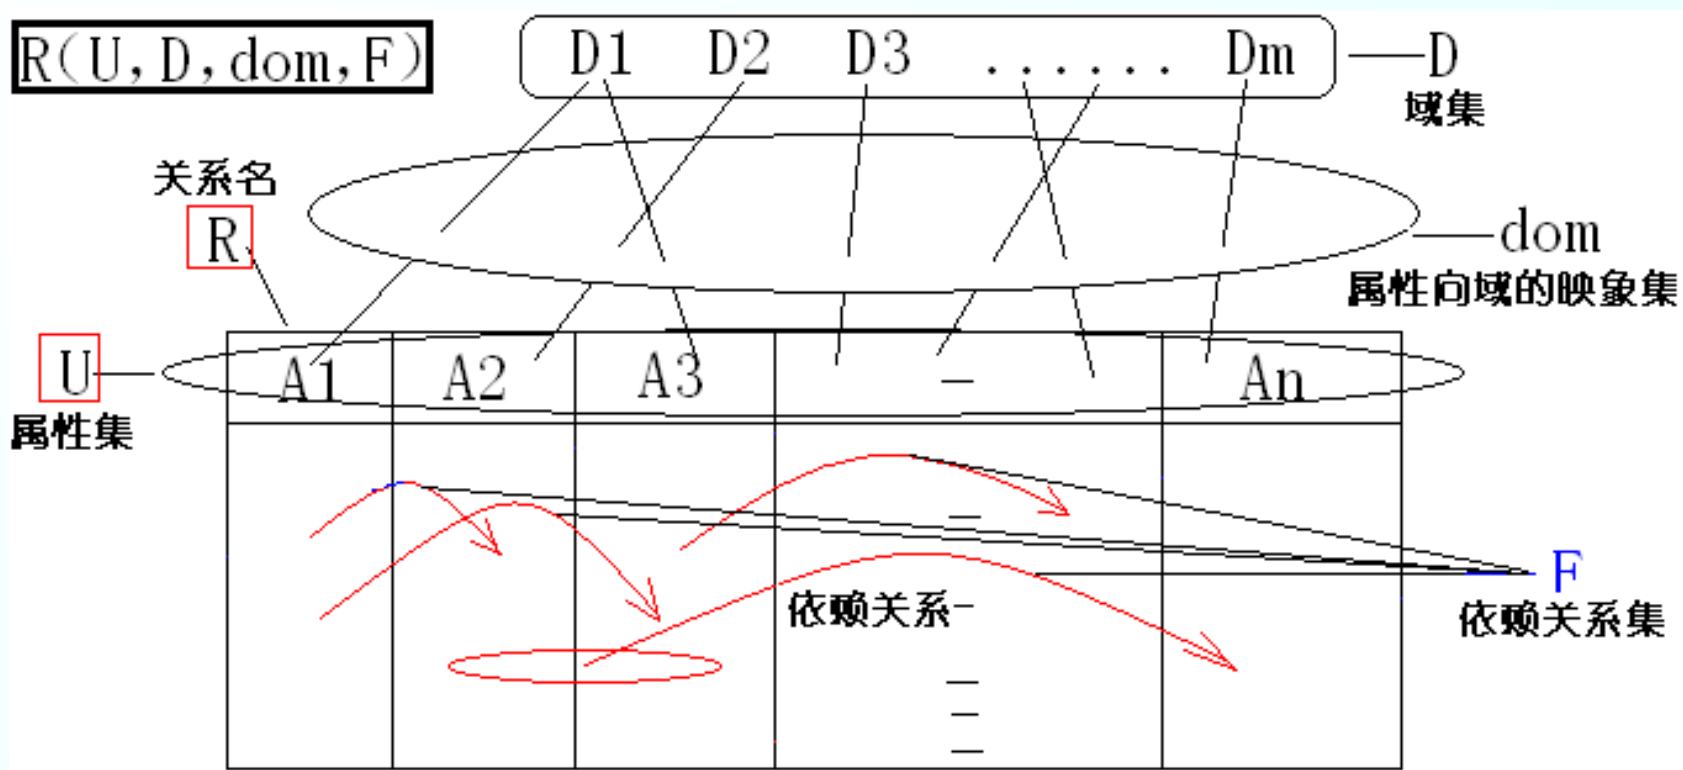 R(U,D,dom,F)
D1 D2 D3 ...... Dm
D
域集
关系名
R
dom
属性向域的映象集
U
属性集
A1 A2 A3 — An
F
依赖关系
依赖关系集